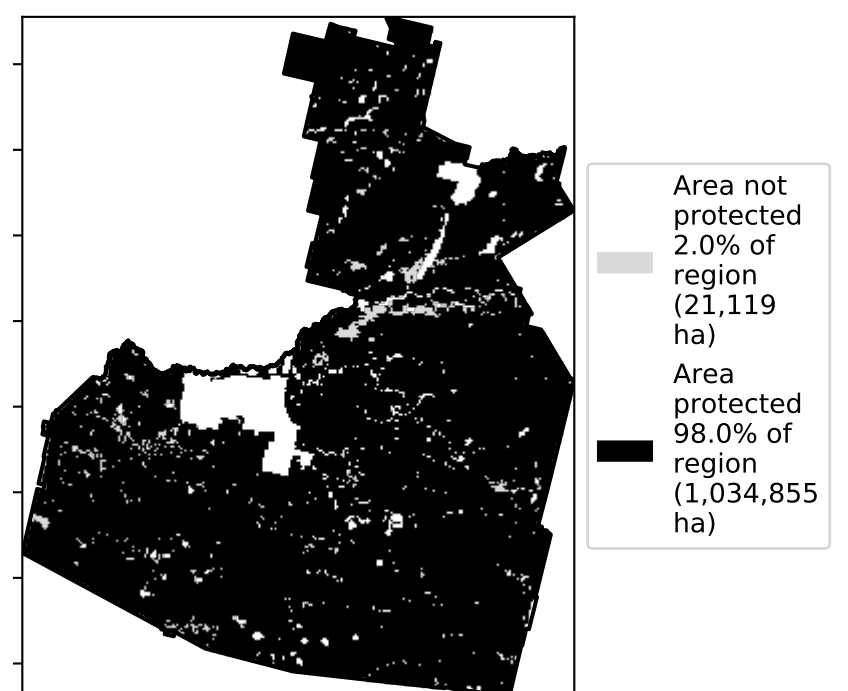 Area not
protected
2.0% of
region
(21,119
ha)
Area
protected
98.0% of
region
(1,034,855
ha)